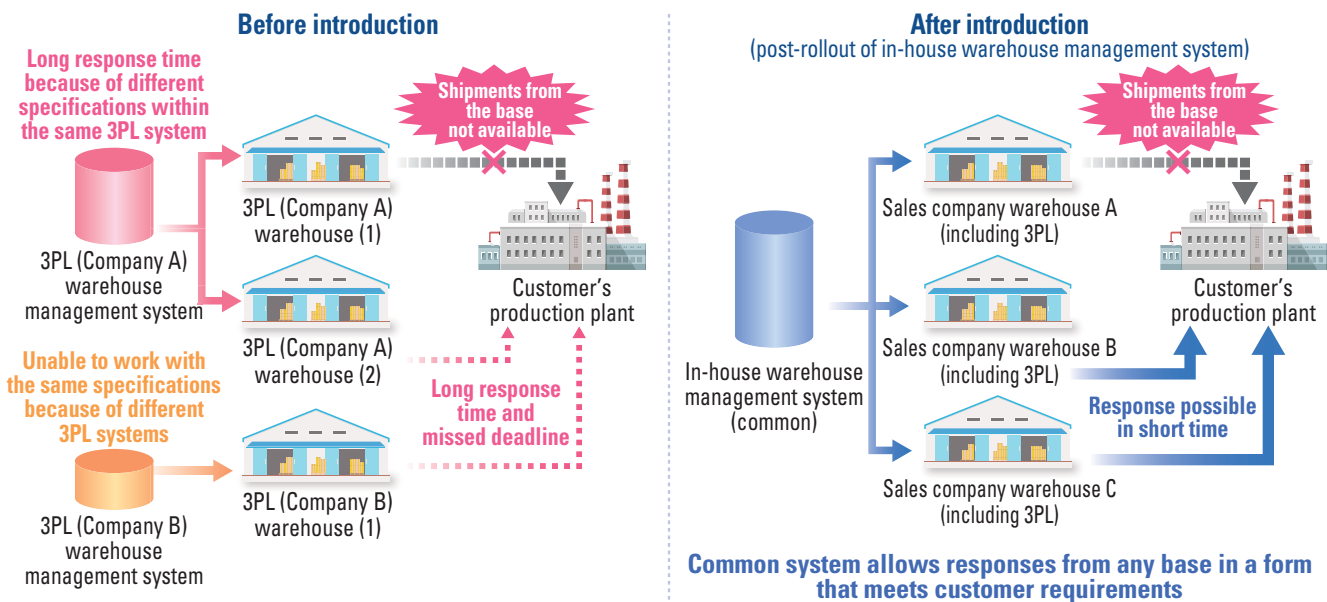 Before introduction
Long response time
because of different
specifications within
the same 3PL system
Shipments from
the base
not available
3PL (Company A)
warehouse
management system
3PL (Company A)
warehouse (1)
Customer's
production plant
3PL (Company A)
warehouse (2)
Unable to work with
the same specifications
because of different
3PL systems
Long response
time and
missed deadline
3PL (Company B)
warehouse
management system
3PL (Company B)
warehouse (1)
After introduction
(post-rollout of in-house warehouse management system)
Shipments from
the base
not available
Sales company warehouse A
(including 3PL)
Customer's
production plant
In-house warehouse
management system
(common)
Sales company warehouse B
(including 3PL)
Response possible
in short time
Sales company warehouse C
(including 3PL)
Common system allows responses from any base in a form
that meets customer requirements